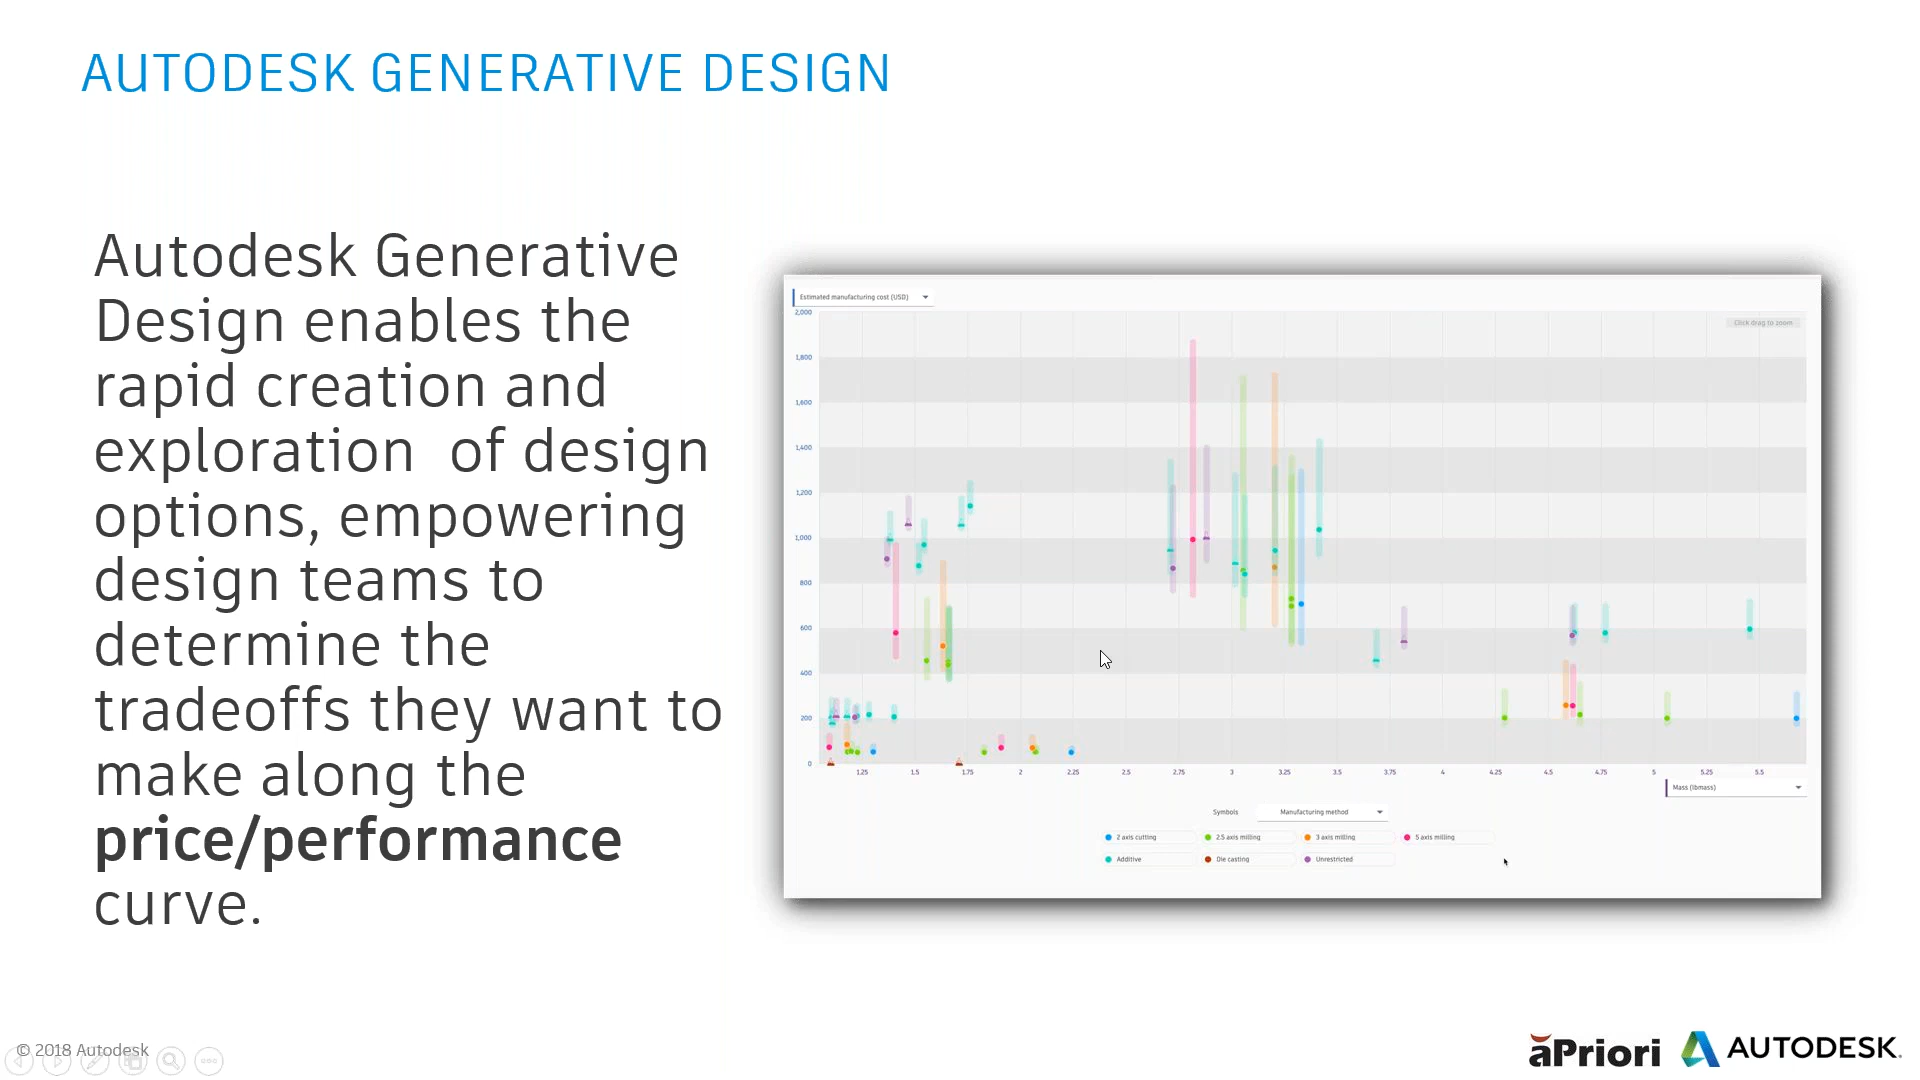 AUTODESK GENERATIVE DESIGN
Autodesk Generative
Design enables the
rapid creation and
exploration  of design
options, empowering
design teams to
determine the
tradeoffs they want to
make along the
price/performance
curve.
Estimated manufacturing cost (USD)
Click drag to zoom
2,000
1,800
1,600
1,400
1,200
1,000
800
600
400
200
0
1.25 1.5 1.75 2 2.25 2.5 2.75 3 3.25 3.5 3.75 4 4.25 4.5 4.75 5 5.25 5.5
Mass (lbmass)
Symbols Manufacturing method
2 axis cutting 2.5 axis milling 3 axis milling 5 axis milling
Additive Die casting Unrestricted
© 2018 Autodesk
aPriori AUTODESK.